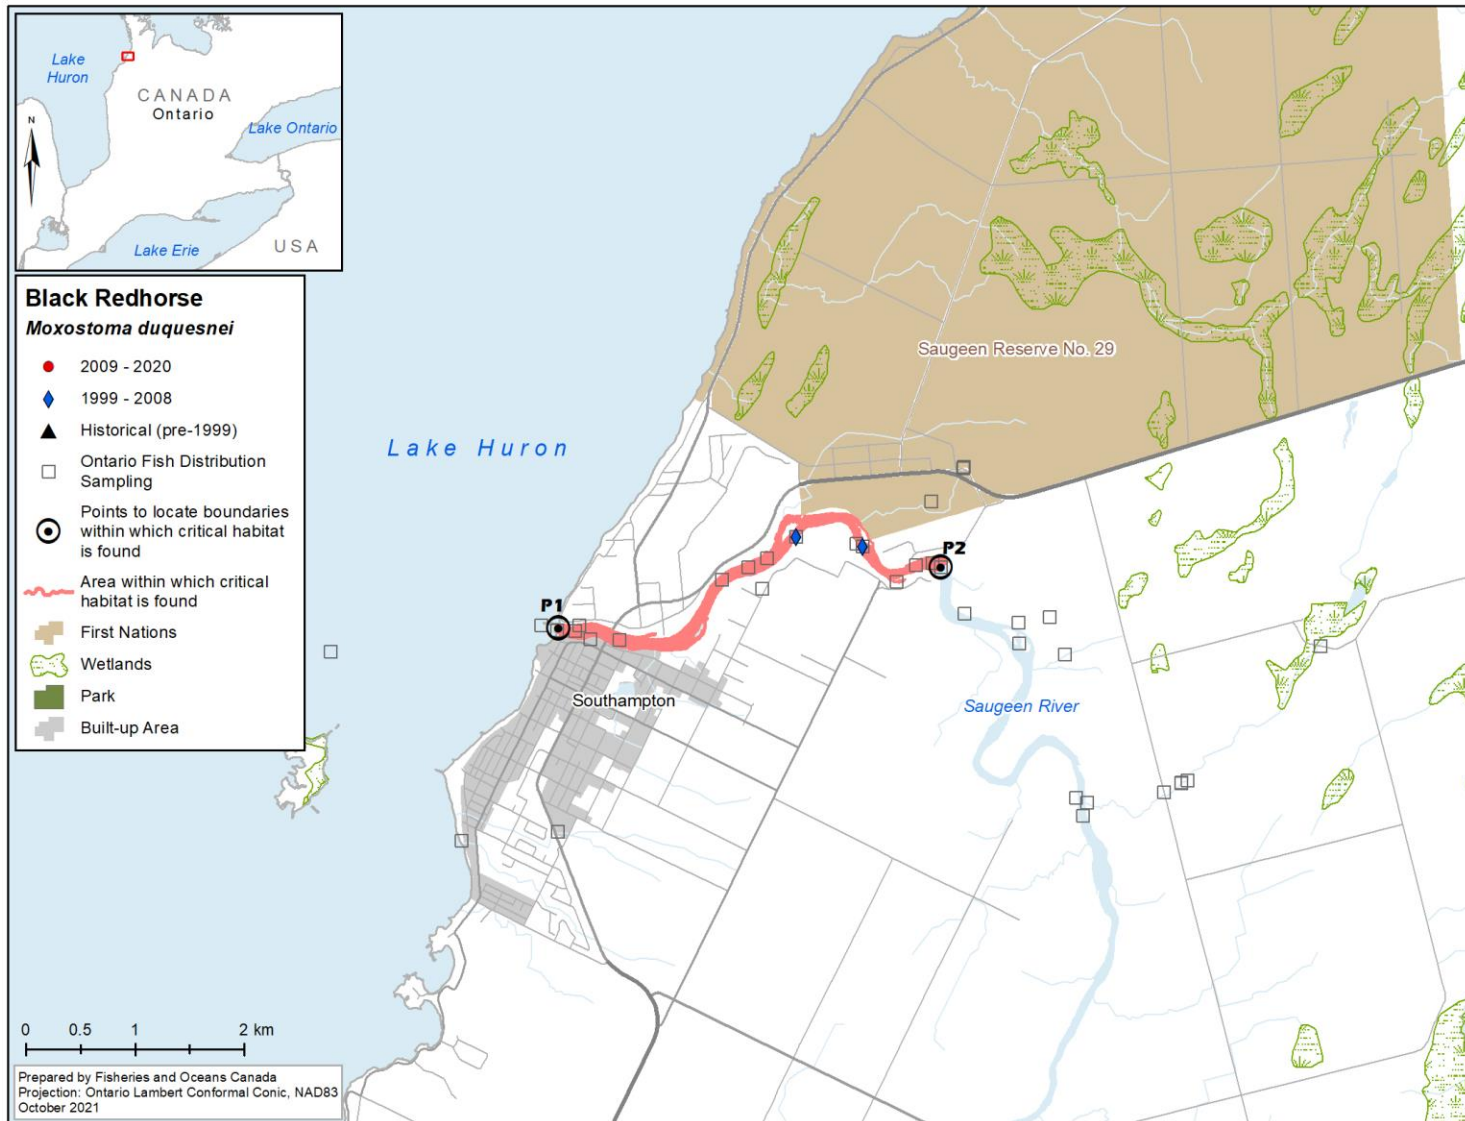 Lake
Huron
CANADA
Ontario
Lake Ontario
N
Lake Erie
USA
Black Redhorse
Moxostoma duquesnei
2009 - 2020
1999 - 2008
Historical (pre-1999)
Ontario Fish Distribution
Sampling
Points to locate boundaries
within which critical habitat
is found
Area within which critical
habitat is found
First Nations
Wetlands
Park
Built-up Area
Saugeen Reserve No. 29
Lake Huron
P2
P1
Southampton
Saugeen River
0 0.5 1 2 km
Prepared by Fisheries and Oceans Canada
Projection: Ontario Lambert Conformal Conic, NAD83
October 2021